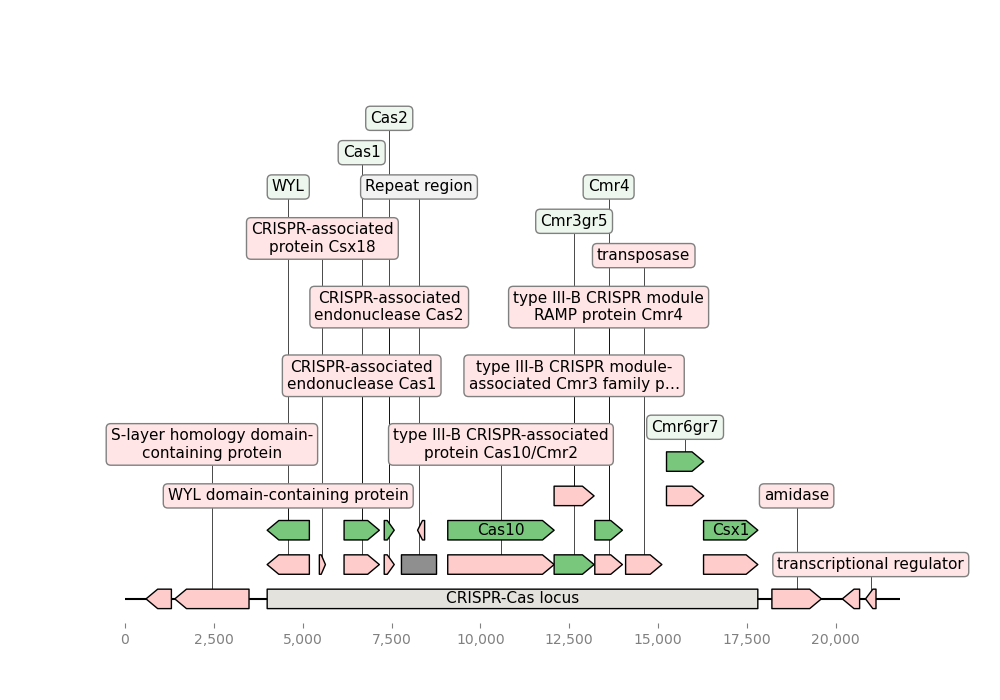 Cas2
Cas1
WYL
Repeat region
Cmr4
Cmr3gr5
CRISPR-associated
protein Csx18
transposase
CRISPR-associated
endonuclease Cas2
type III-B CRISPR module
RAMP protein Cmr4
CRISPR-associated
endonuclease Cas1
type III-B CRISPR module-
associated Cmr3 family p...
Cmr6gr7
S-layer homology domain-
containing protein
type III-B CRISPR-associated
protein Cas10/Cmr2
WYL domain-containing protein
amidase
Cas10
Csx1
transcriptional regulator
CRISPR-Cas locus
0
2,500
5,000
7,500
10,000
12,500
15,000
17,500
20,000